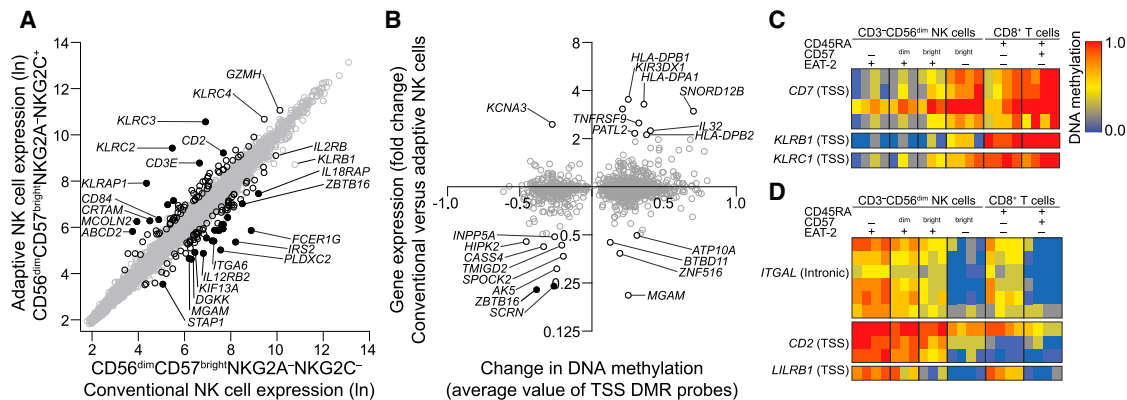 A
Adaptive NK cell expression (ln)
CD56dimCD57brightNKG2A–NKG2C+
14
12
10
8
6
4
2
2 4 6 8 10 12 14
CD56dimCD57brightNKG2A–NKG2C–
Conventional NK cell expression (ln)
GZMH
KLRC4
KLRC3
KLRC2
CD2
CD3E
KLRAP1
CD84
CRTAM
MCOLN2
ABCD2
IL2RB
KLRB1
IL18RAP
ZBTB16
FCER1G
IRS2
PLDXC2
ITGA6
IL12RB2
KIF13A
DGKK
MGAM
STAP1
B
Gene expression (fold change)
Conventional versus adaptive NK cells
8
4
2
0.5
0.25
0.125
-1.0 -0.5 0.5 1.0
Change in DNA methylation
(average value of TSS DMR probes)
HLA-DPB1
KIR3DX1
HLA-DPA1
SNORD12B
KCNA3
TNFRSF9
PATL2
IL32
HLA-DPB2
INPP5A
HIPK2
CASS4
TMIGD2
SPOCK2
AK5
ZBTB16
SCRN
ATP10A
BTBD11
ZNF516
MGAM
C
CD3–CD56dim NK cells CD8+ T cells
CD45RA + +
CD57 – dim bright bright – +
EAT-2 + + + –
CD7 (TSS)
KLRB1 (TSS)
KLRC1 (TSS)
1.0
0.0
DNA methylation
D
CD3–CD56dim NK cells CD8+ T cells
CD45RA + +
CD57 – dim bright bright – +
EAT-2 + + + –
ITGAL (Intronic)
CD2 (TSS)
LILRB1 (TSS)